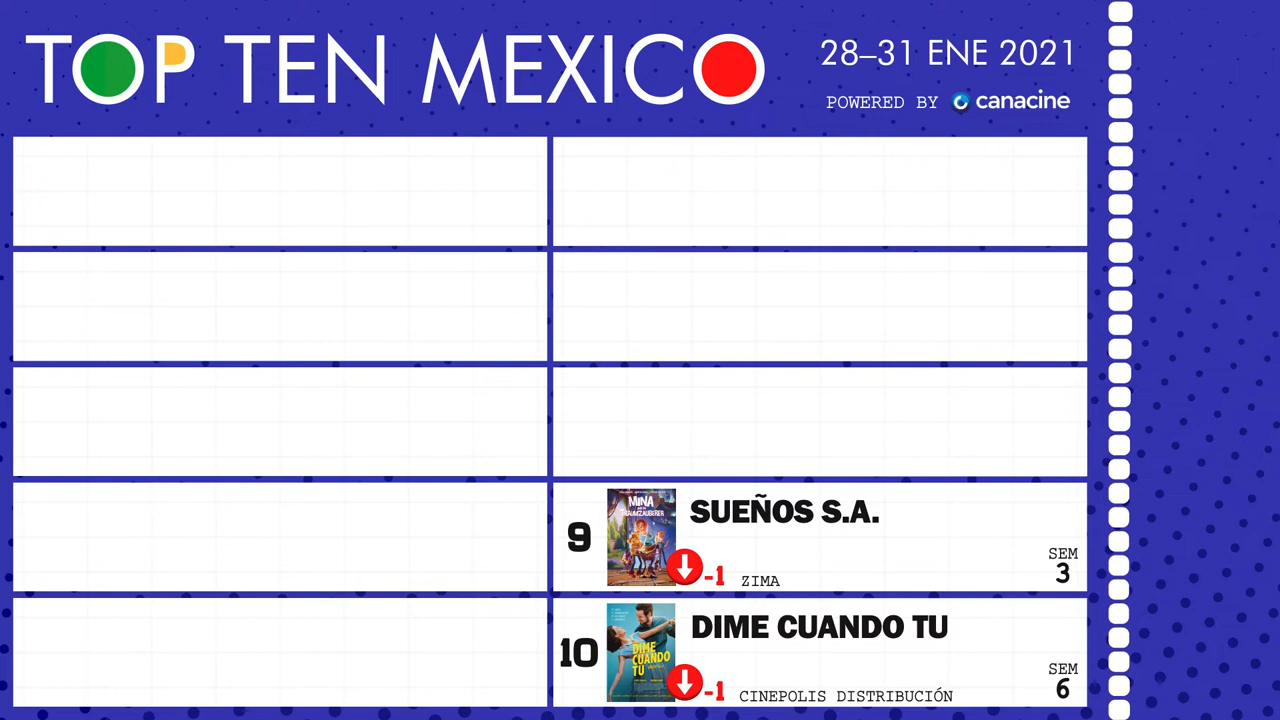 TOP TEN MEXICO
28–31 ENE 2021
POWERED BY canacine
9
MINA
TRAUMZAUBERER
SUEÑOS S.A.
-1 ZIMA
SEM
3
10
DIME
CUANDO
TU
DIME CUANDO TU
-1 CINEPOLIS DISTRIBUCIÓN
SEM
6